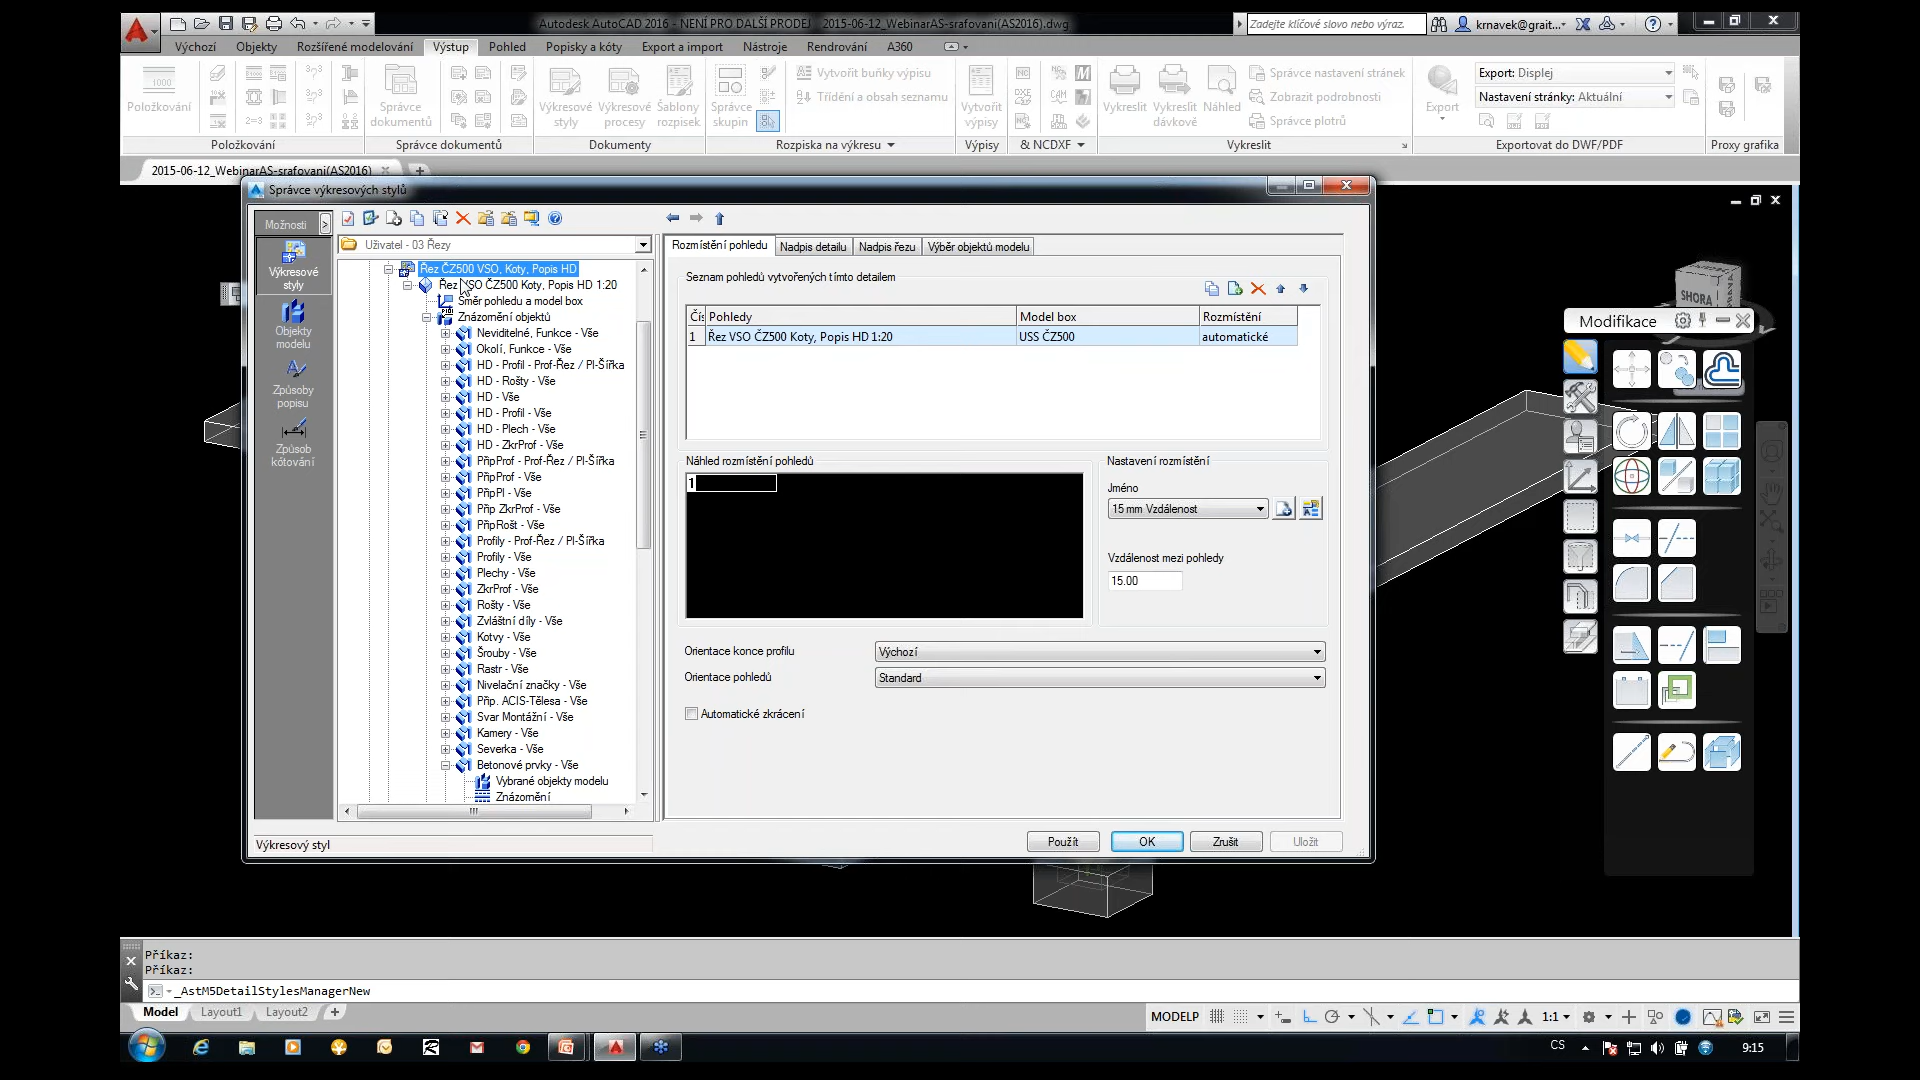 Autodesk AutoCAD 2016 - NENÍ PRO DALŠÍ PRODEJ 2015-06-12_WebinarAS-srafovani(AS2016).dwg
Zadejte klíčové slovo nebo výraz.
krnavek@grait...
Výchozí Objekty Rozšířené modelování Výstup Pohled Popisky a kóty Export a import Nástroje Rendrování A360
Položkování
Správce dokumentů
Výkresové styly
Výkresové procesy
Šablony rozpisek
Správce skupin
Vytvořit buňky výpisu
Třídění a obsah seznamu
Vytvořit výpisy
Vykreslit
Vykreslit dávkově
Náhled
Správce nastavení stránek
Zobrazit podrobnosti
Správce plotrů
Export
Export: Displej
Nastavení stránky: Aktuální
Položkování Správce dokumentů Dokumenty Rozpiska na výkresu Výpisy & NCDXF Vykreslit Exportovat do DWF/PDF Proxy grafika
2015-06-12_WebinarAS-srafovani(AS2016)
Správce výkresových stylů
Možnosti
Výkresové styly
Objekty modelu
Způsoby popisu
Způsob kótování
Uživatel - 03 Řezy
Řez ČZ500 VSO, Koty, Popis HD
Řez VSO ČZ500 Koty, Popis HD 1:20
Směr pohledu a model box
Znázornění objektů
Neviditelné, Funkce - Vše
Okolí, Funkce - Vše
HD - Profil - Prof-Řez / Pl-Šířka
HD - Rošty - Vše
HD - Vše
HD - Profil - Vše
HD - Plech - Vše
HD - ZkrProf - Vše
PřipProf - Prof-Řez / Pl-Šířka
PřipProf - Vše
PřipPl - Vše
Přip ZkrProf - Vše
PřipRošt - Vše
Profily - Prof-Řez / Pl-Šířka
Profily - Vše
Plechy - Vše
ZkrProf - Vše
Rošty - Vše
Zvláštní díly - Vše
Kotvy - Vše
Šrouby - Vše
Rastr - Vše
Nivelační značky - Vše
Přip. ACIS-Tělesa - Vše
Svar Montážní - Vše
Kamery - Vše
Severka - Vše
Betonové prvky - Vše
Vybrané objekty modelu
Znázornění
Výkresový styl
Rozmístění pohledu Nadpis detailu Nadpis řezu Výběr objektů modelu
Seznam pohledů vytvořených tímto detailem
Čís Pohledy Model box Rozmístění
1 Řez VSO ČZ500 Koty, Popis HD 1:20 USS ČZ500 automatické
Náhled rozmístění pohledů
1
Nastavení rozmístění
Jméno
15 mm Vzdálenost
Vzdálenost mezi pohledy
15.00
Orientace konce profilu Výchozí
Orientace pohledů Standard
Automatické zkrácení
Použít OK Zrušit Uložit
SHORA
Modifikace
Příkaz:
Příkaz:
_AstM5DetailStylesManagerNew
Model Layout1 Layout2 +
MODELP
1:1
CS
9:15